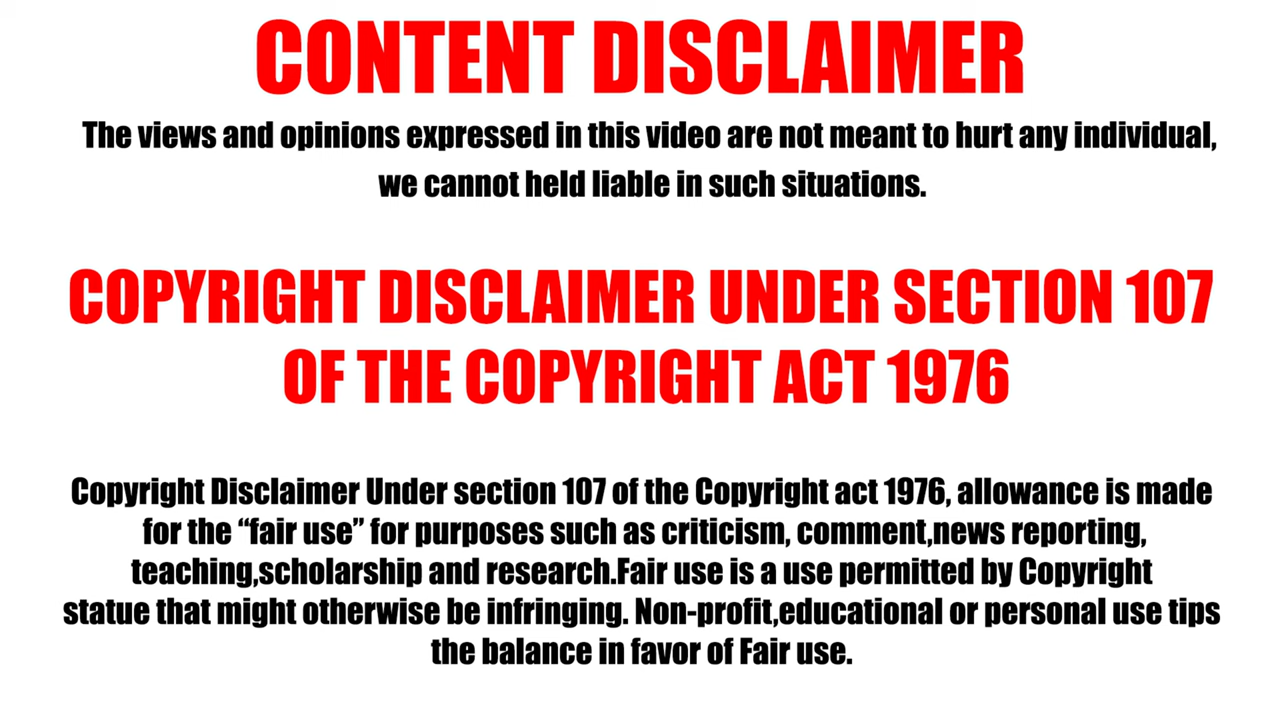 CONTENT DISCLAIMER
The views and opinions expressed in this video are not meant to hurt any individual,
we cannot held liable in such situations.
COPYRIGHT DISCLAIMER UNDER SECTION 107
OF THE COPYRIGHT ACT 1976
Copyright Disclaimer Under section 107 of the Copyright act 1976, allowance is made
for the “fair use” for purposes such as criticism, comment,news reporting,
teaching,scholarship and research.Fair use is a use permitted by Copyright
statue that might otherwise be infringing. Non-profit,educational or personal use tips
the balance in favor of Fair use.